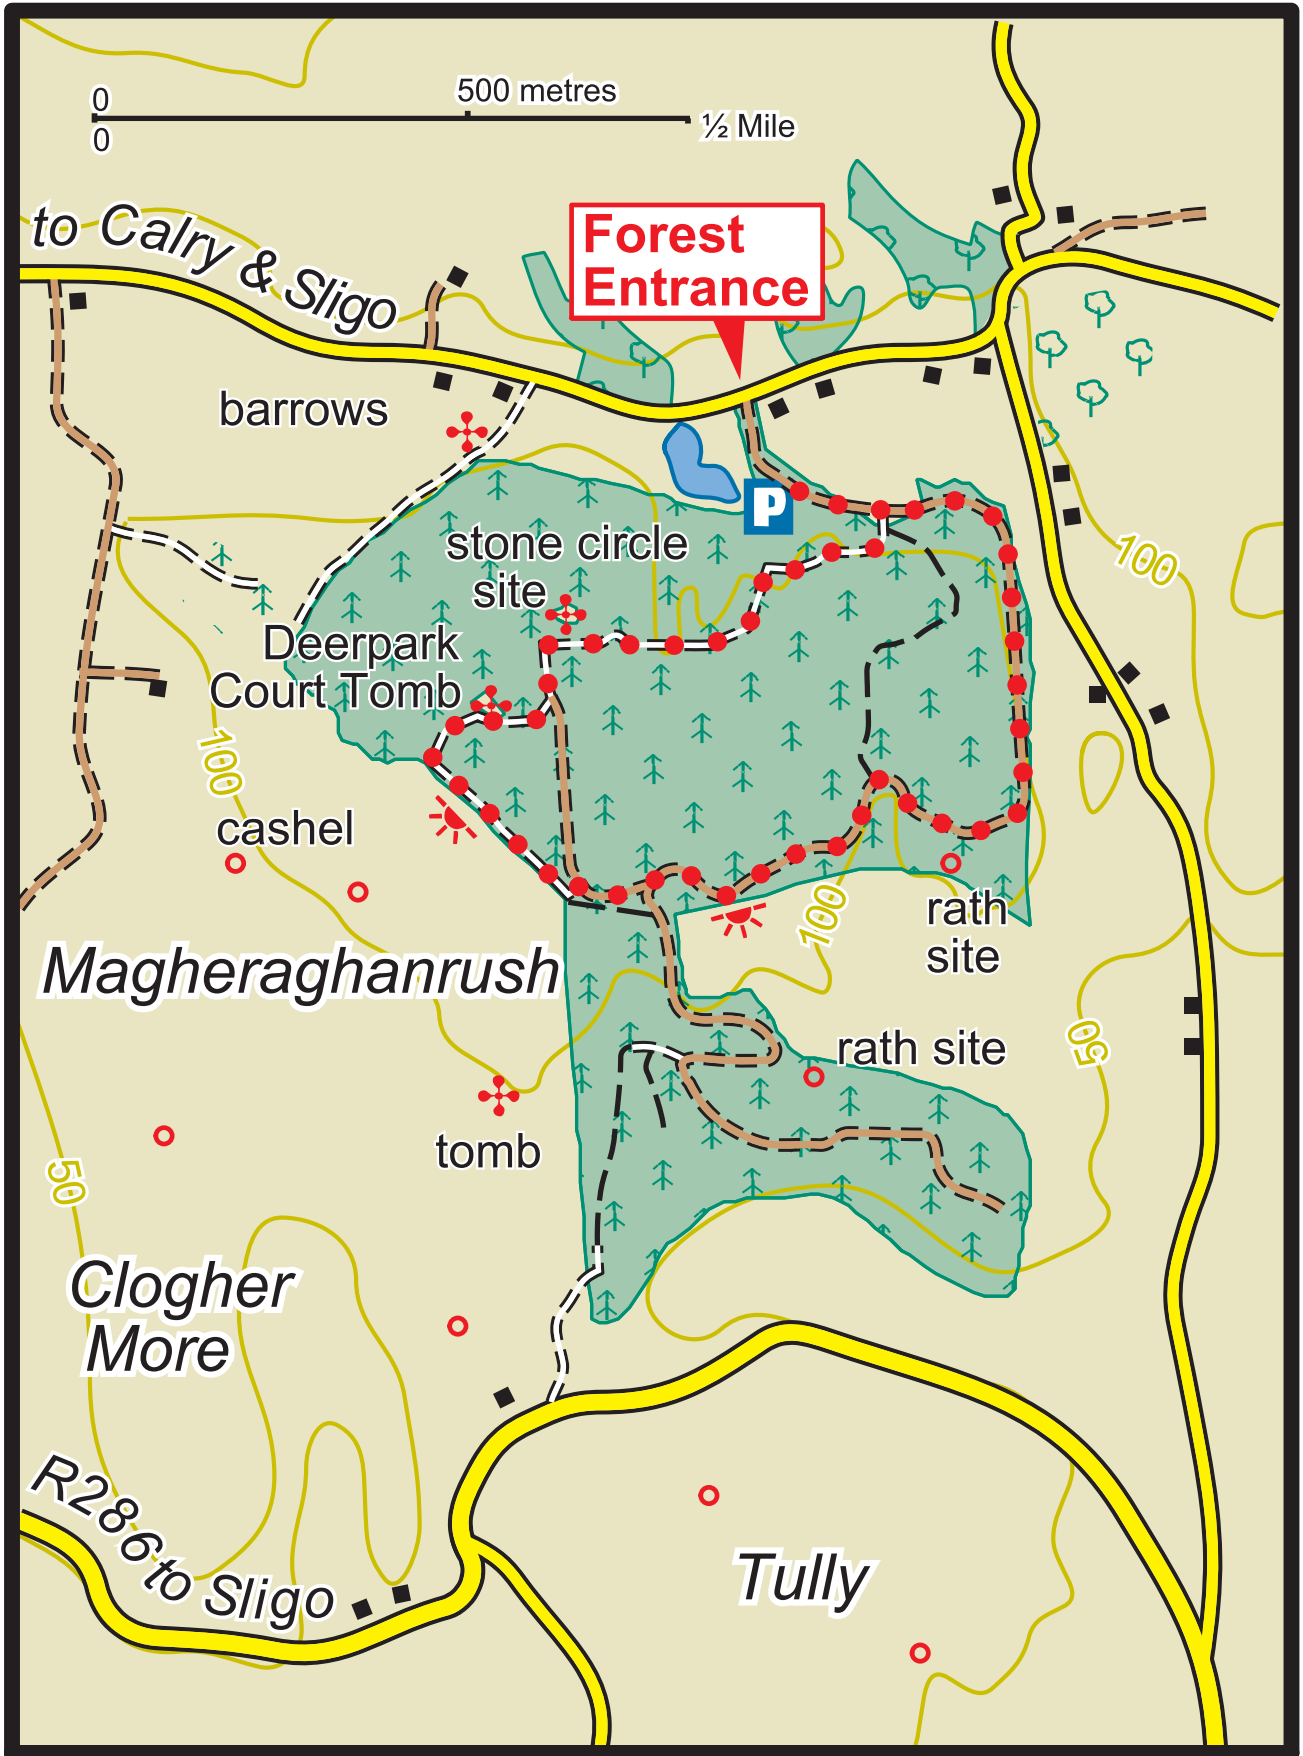 0
500 metres
0
½ Mile
to Calry & Sligo
Forest
Entrance
barrows
P
stone circle
site
100
Deerpark
Court Tomb
100
cashel
100
rath
site
Magheraghanrush
50
rath site
tomb
50
Clogher
More
R286 to Sligo
Tully